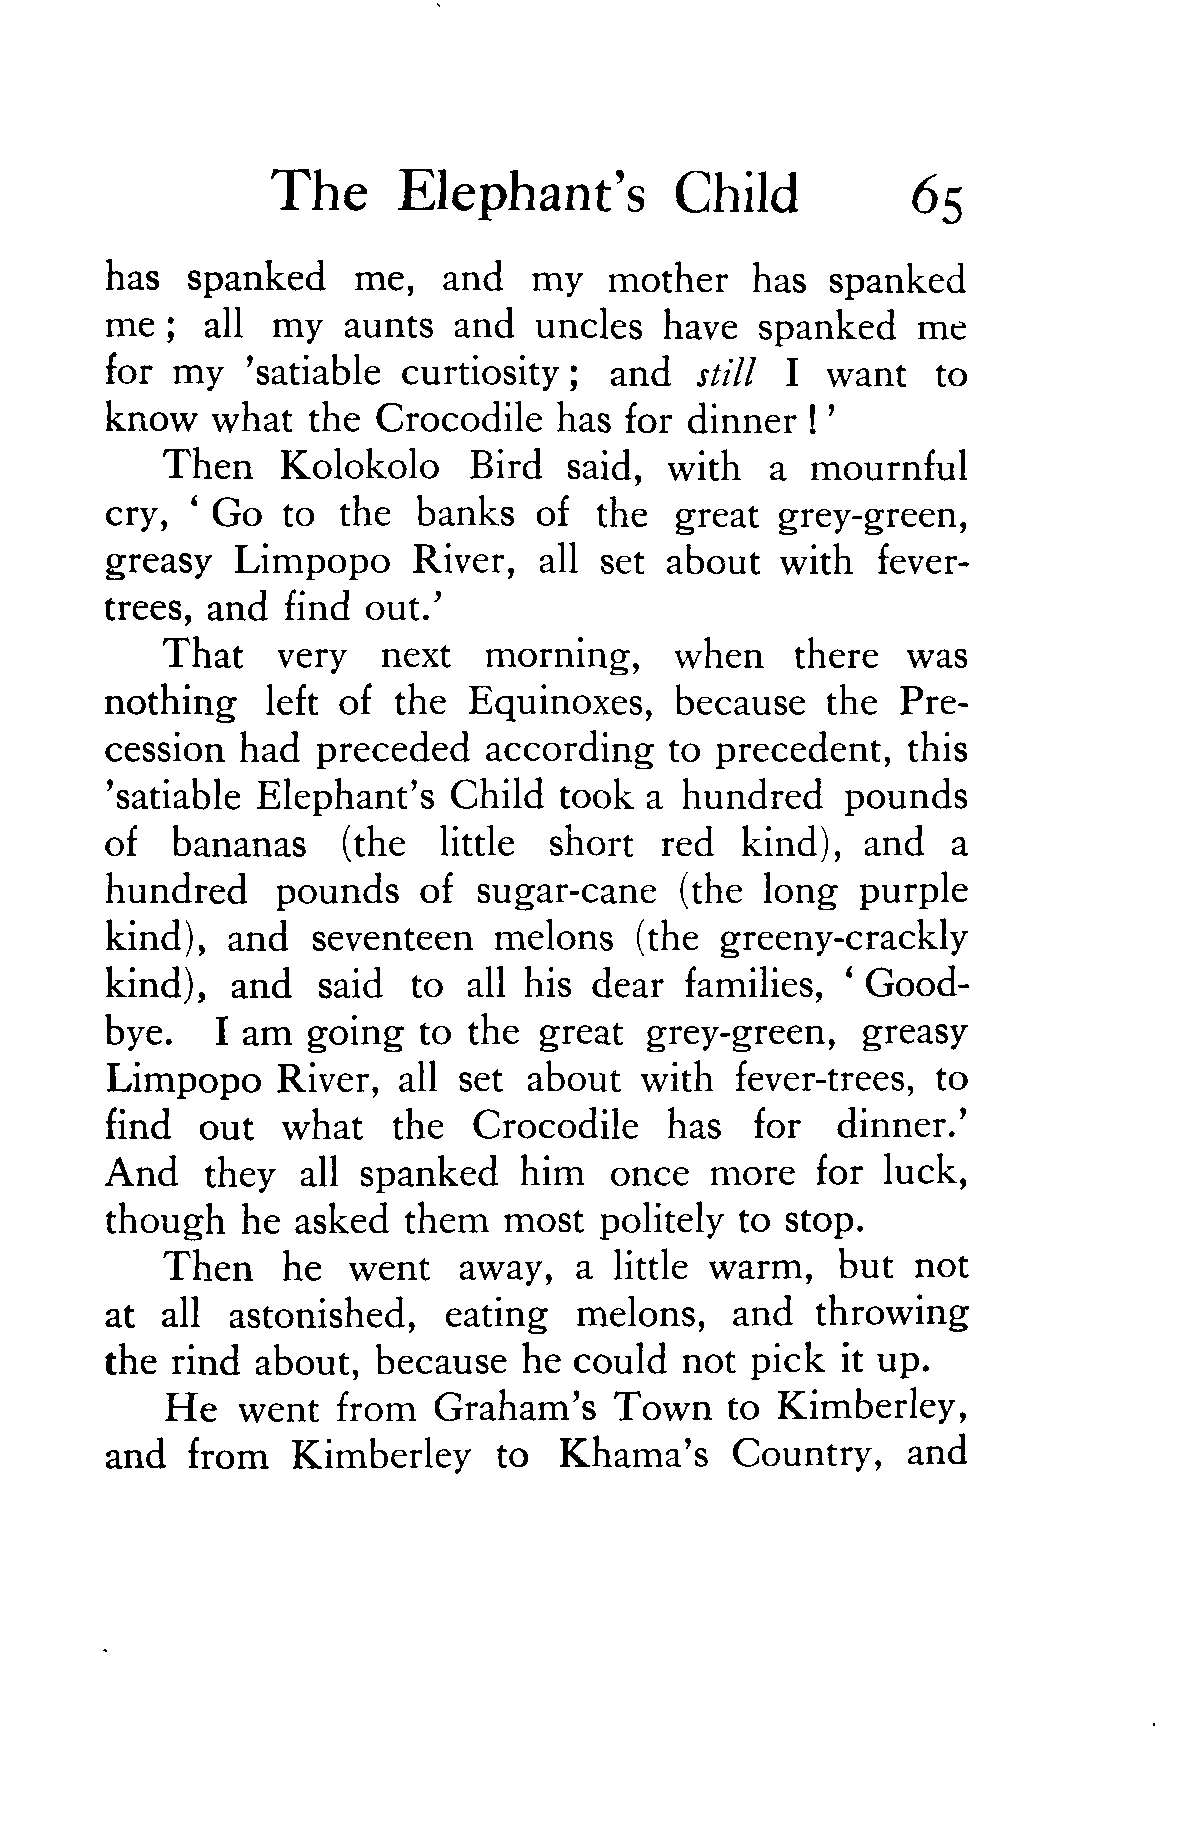 The Elephant's Child 65
has spanked me, and my mother has spanked
me ; all my aunts and uncles have spanked me
for my 'satiable curtiosity ; and still I want to
know what the Crocodile has for dinner ! '
Then Kolokolo Bird said, with a mournful
cry, ‘ Go to the banks of the great grey-green,
greasy Limpopo River, all set about with fever-
trees, and find out.’
That very next morning, when there was
nothing left of the Equinoxes, because the Pre-
cession had preceded according to precedent, this
'satiable Elephant's Child took a hundred pounds
of bananas (the little short red kind), and a
hundred pounds of sugar-cane (the long purple
kind), and seventeen melons (the greeny-crackly
kind), and said to all his dear families, ‘ Good-
bye. I am going to the great grey-green, greasy
Limpopo River, all set about with fever-trees, to
find out what the Crocodile has for dinner.’
And they all spanked him once more for luck,
though he asked them most politely to stop.
Then he went away, a little warm, but not
at all astonished, eating melons, and throwing
the rind about, because he could not pick it up.
He went from Graham's Town to Kimberley,
and from Kimberley to Khama's Country, and